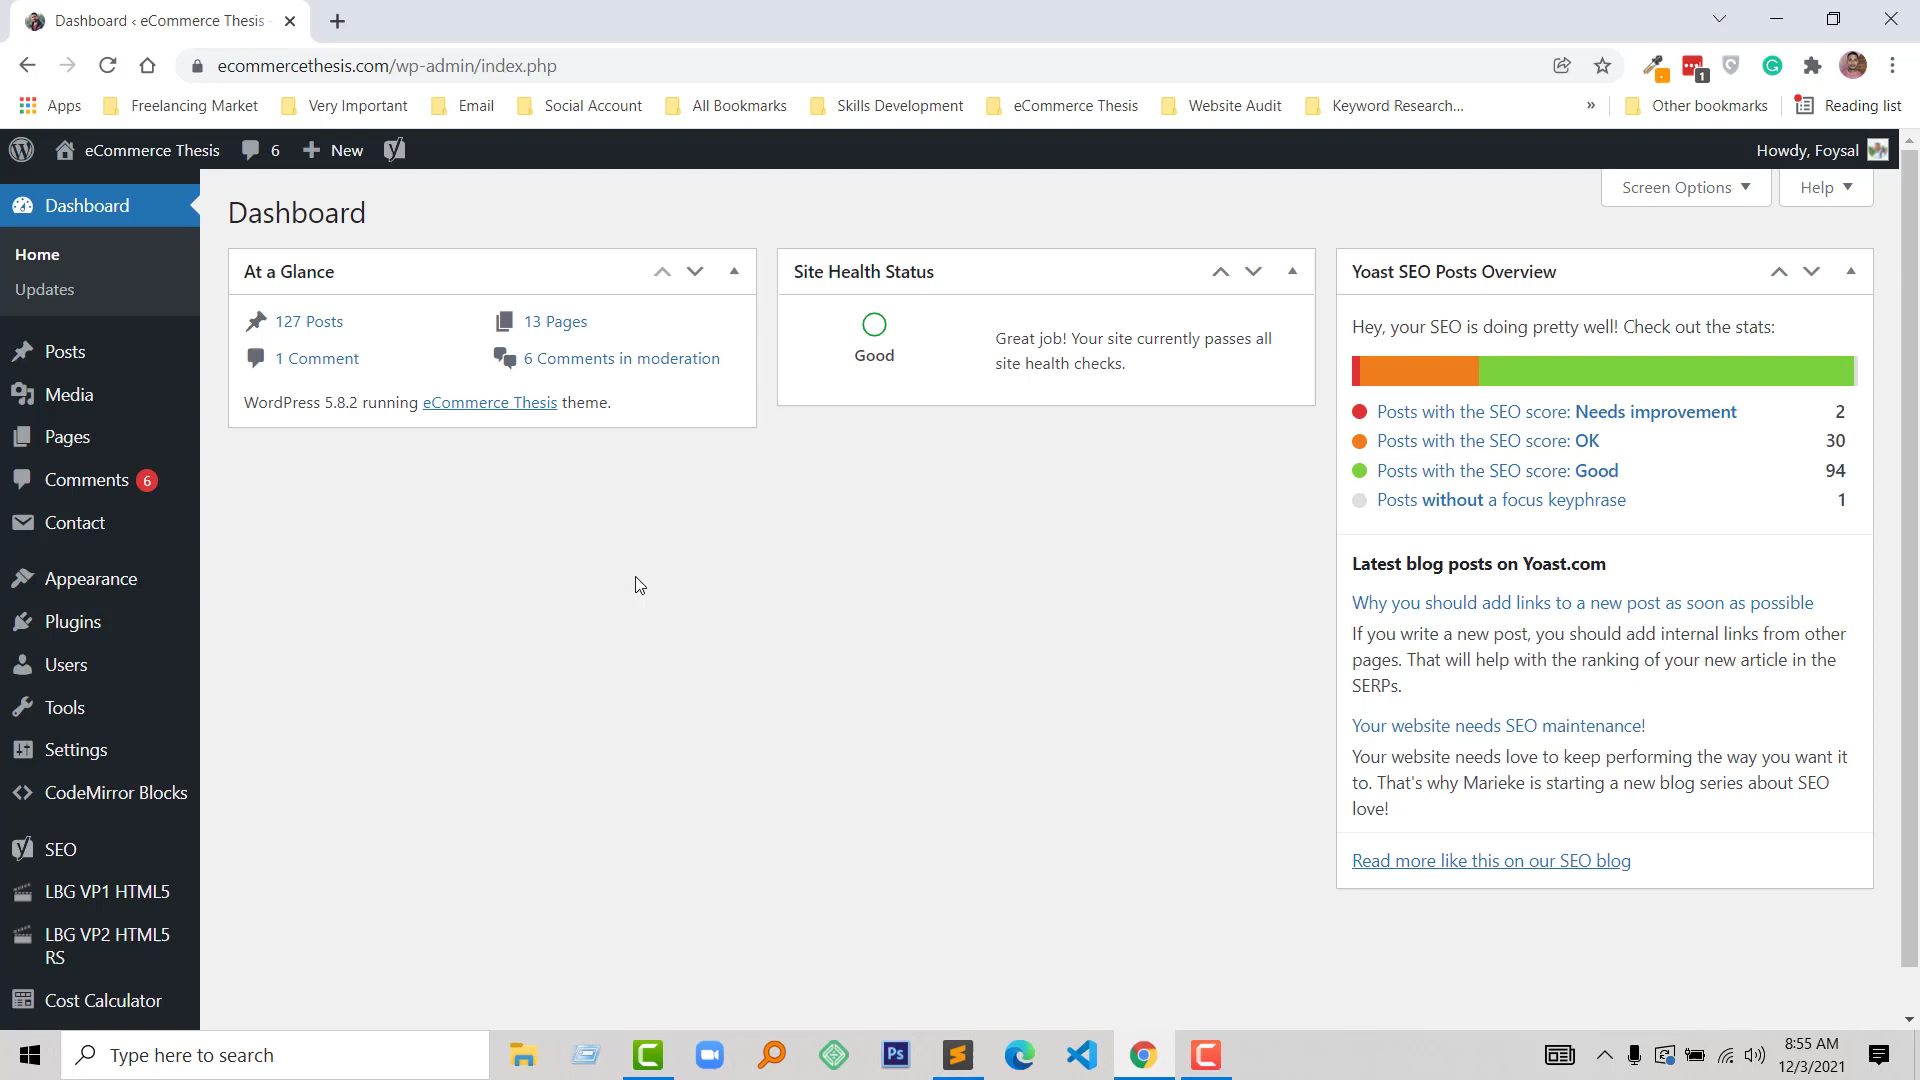 Dashboard ‹ eCommerce Thesis
ecommercethesis.com/wp-admin/index.php
1
Apps
Freelancing Market
Very Important
Email
Social Account
All Bookmarks
Skills Development
eCommerce Thesis
Website Audit
Keyword Research...
»
Other bookmarks
Reading list
eCommerce Thesis
6
New
Howdy, Foysal
Screen Options
Help
Dashboard
Home
Updates
Posts
Media
Pages
Comments 6
Contact
Appearance
Plugins
Users
Tools
Settings
CodeMirror Blocks
SEO
LBG VP1 HTML5
LBG VP2 HTML5
RS
Cost Calculator
Dashboard
At a Glance
127 Posts
13 Pages
1 Comment
6 Comments in moderation
WordPress 5.8.2 running eCommerce Thesis theme.
Site Health Status
Good
Great job! Your site currently passes all
site health checks.
Yoast SEO Posts Overview
Hey, your SEO is doing pretty well! Check out the stats:
Posts with the SEO score: Needs improvement 2
Posts with the SEO score: OK 30
Posts with the SEO score: Good 94
Posts without a focus keyphrase 1
Latest blog posts on Yoast.com
Why you should add links to a new post as soon as possible
If you write a new post, you should add internal links from other
pages. That will help with the ranking of your new article in the
SERPs.
Your website needs SEO maintenance!
Your website needs love to keep performing the way you want it
to. That's why Marieke is starting a new blog series about SEO
love!
Read more like this on our SEO blog
Type here to search
Ps
8:55 AM
12/3/2021